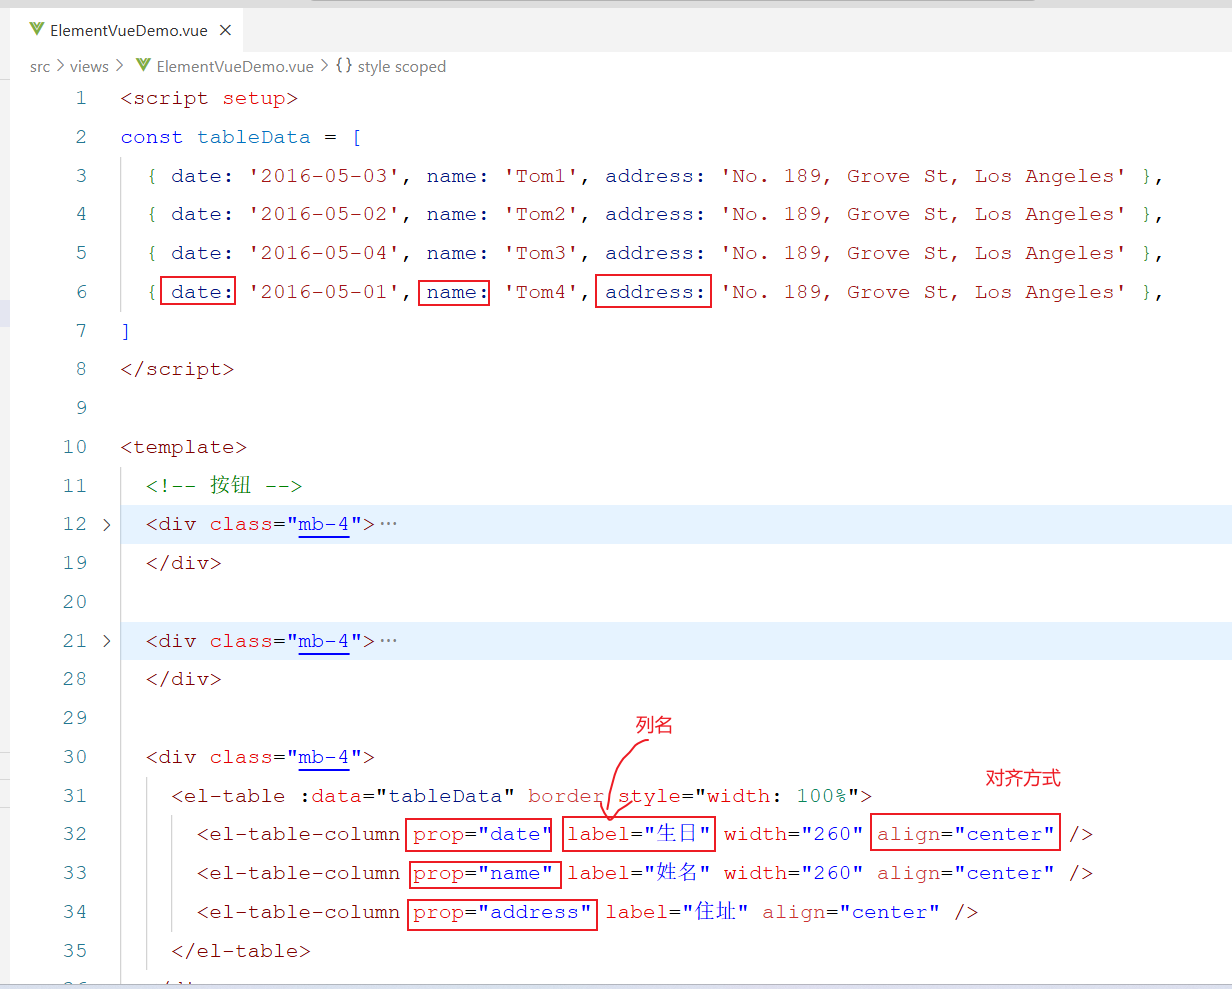 ElementVueDemo.vue ×
src > views > ElementVueDemo.vue > {} style scoped
1 <script setup>
2 const tableData = [
3 { date: '2016-05-03', name: 'Tom1', address: 'No. 189, Grove St, Los Angeles' },
4 { date: '2016-05-02', name: 'Tom2', address: 'No. 189, Grove St, Los Angeles' },
5 { date: '2016-05-04', name: 'Tom3', address: 'No. 189, Grove St, Los Angeles' },
6 { date: '2016-05-01', name: 'Tom4', address: 'No. 189, Grove St, Los Angeles' },
7 ]
8 </script>
9
10 <template>
11 <!-- 按钮 -->
12 > <div class="mb-4">···
19 </div>
20
21 > <div class="mb-4">···
28 </div>
29
列名
30 <div class="mb-4">
对齐方式
31 <el-table :data="tableData" border style="width: 100%">
32 <el-table-column prop="date" label="生日" width="260" align="center" />
33 <el-table-column prop="name" label="姓名" width="260" align="center" />
34 <el-table-column prop="address" label="住址" align="center" />
35 </el-table>